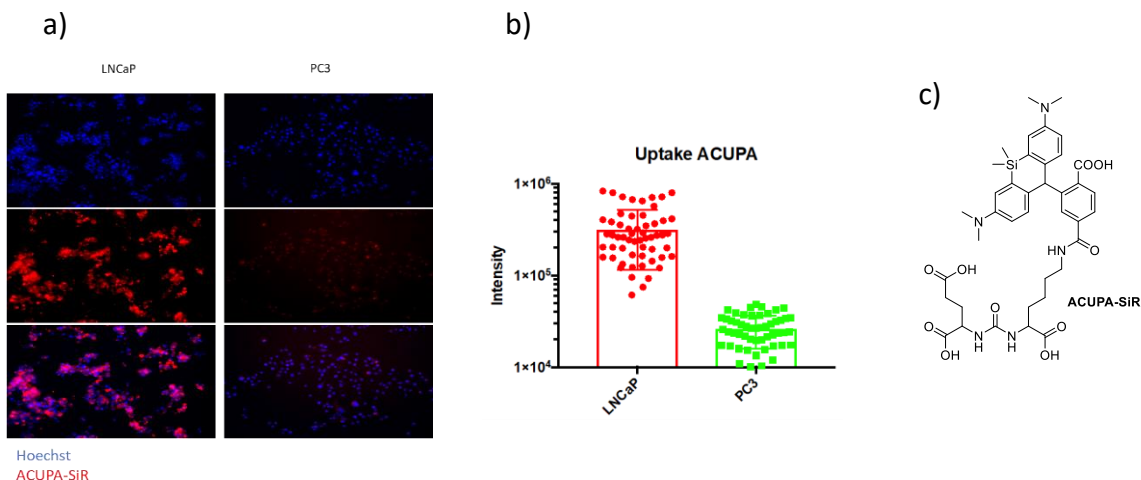 a)
LNCaP
PC3
Hoechst
ACUPA-SiR
b)
Uptake ACUPA
Intensity
1×10⁶
1×10⁵
1×10⁴
LNCaP
PC3
c)
N
Si
COOH
N
HN
O
O
OH
O
O
N
H
N
H
O
OH
O
OH
ACUPA-SiR